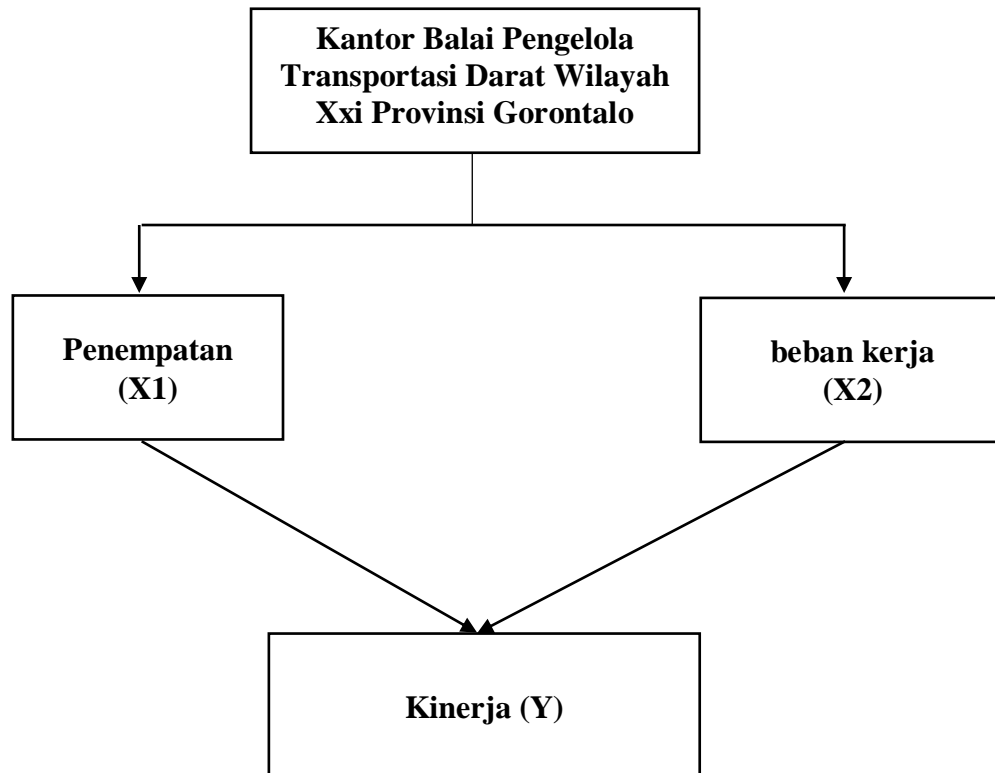 Kantor Balai Pengelola
Transportasi Darat Wilayah
Xxi Provinsi Gorontalo
Penempatan
(X1)
beban kerja
(X2)
Kinerja (Y)